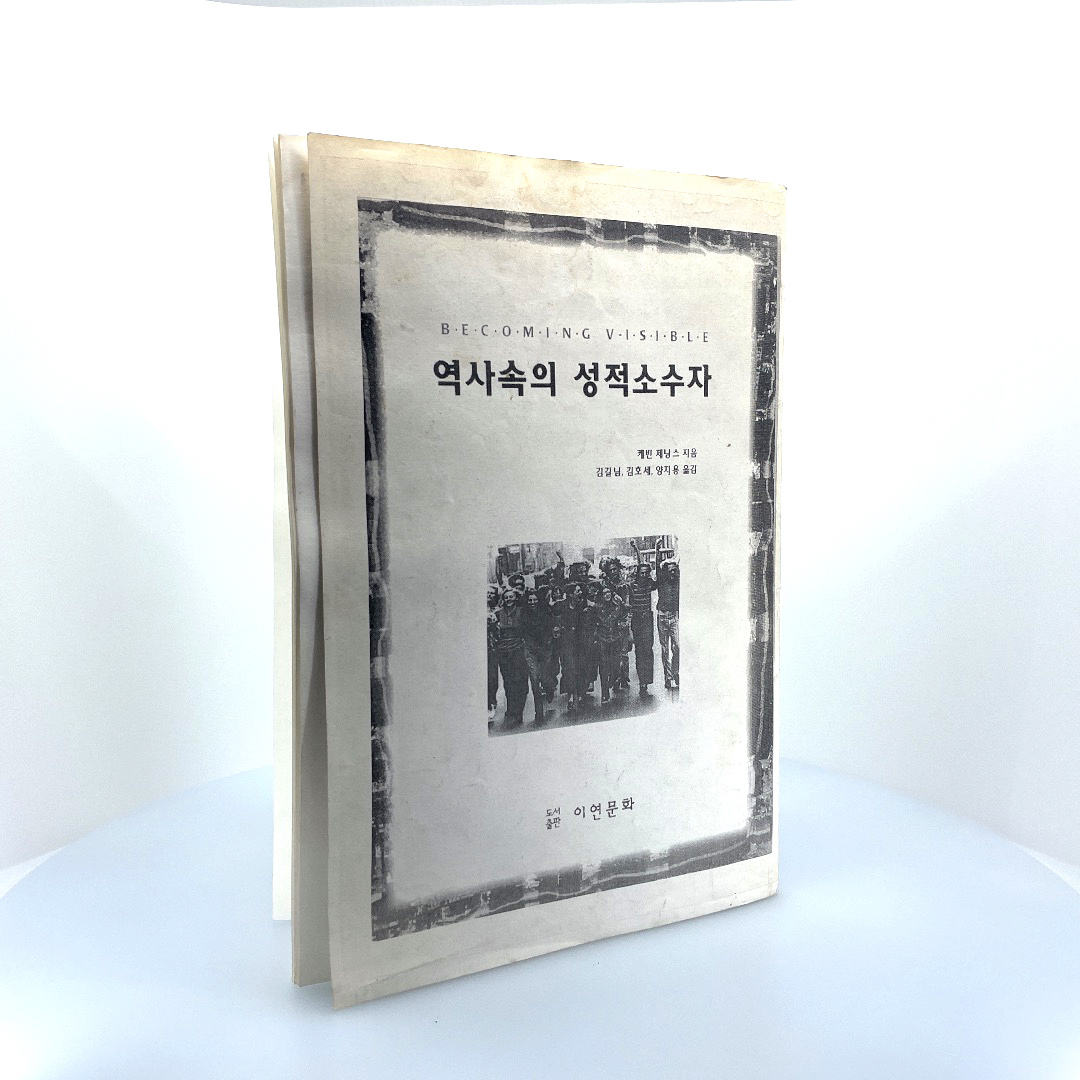 B·E·C·O·M·I·N·G V·I·S·I·B·L·E
역사속의 성적소수자
케빈 제닝스 지음
김길님, 김호세, 양지용 옮김
도서출판 이연문화